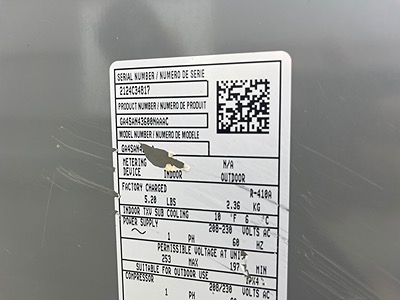 SERIAL NUMBER / NUMERO DE SERIE
2124C34817
PRODUCT NUMBER / NUMERO DE PRODUIT
GA4SAN43600NAAAC
MODEL NUMBER / NUMERO DE MODELE
GA4SAN4
METERING N/A
DEVICE INDOOR OUTDOOR
FACTORY CHARGED R-410A
5.20 LBS 2.36 KG
INDOOR TXV SUB COOLING 10 °F 6 °C
POWER SUPPLY 208-230 VOLTS AC
1 PH 60 HZ
PERMISSIBLE VOLTAGE AT UNIT
253 MAX 197 MIN
SUITABLE FOR OUTDOOR USE IPX4
COMPRESSOR 208/230 VOLTS AC
1 PH 60